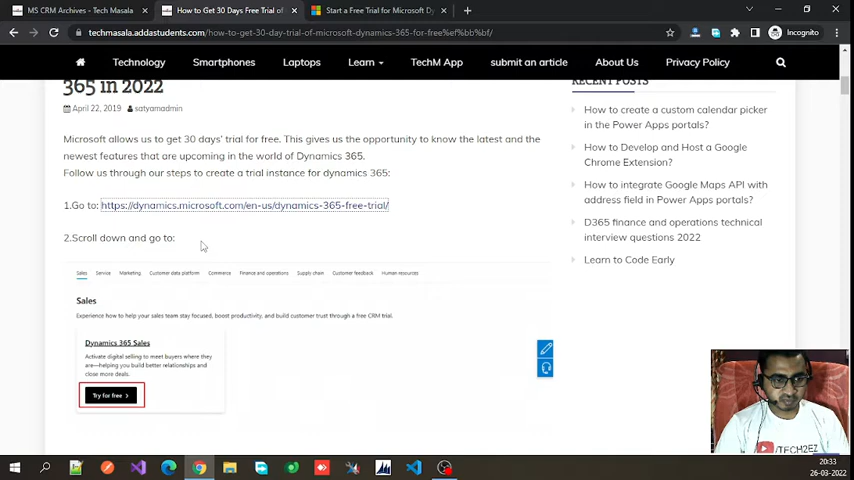 MS CRM Archives - Tech Masala
How to Get 30 Days Free Trial of
Start a Free Trial for Microsoft Dy
techmasala.addastudents.com/how-to-get-30-day-trial-of-microsoft-dynamics-365-for-free%ef%bb%bf/
Incognito
Technology Smartphones Laptops Learn TechM App submit an article About Us Privacy Policy
365 in 2022
April 22, 2019 satyamadmin
Microsoft allows us to get 30 days' trial for free. This gives us the opportunity to know the latest and the
newest features that are upcoming in the world of Dynamics 365.
Follow us through our steps to create a trial instance for dynamics 365:
1.Go to: https://dynamics.microsoft.com/en-us/dynamics-365-free-trial/
2.Scroll down and go to:
Sales Service Marketing Customer data platform Commerce Finance and operations Supply chain Customer feedback Human resources
Sales
Experience how to help your sales team stay focused, boost productivity, and build customer trust through a free CRM trial.
Dynamics 365 Sales
Activate digital selling to meet buyers where they
are—helping you build better relationships and
close more deals.
Try for free >
RECENT POSTS
How to create a custom calendar picker
in the Power Apps portals?
How to Develop and Host a Google
Chrome Extension?
How to integrate Google Maps API with
address field in Power Apps portals?
D365 finance and operations technical
interview questions 2022
Learn to Code Early
/TECH2EZ
20:33
26-03-2022